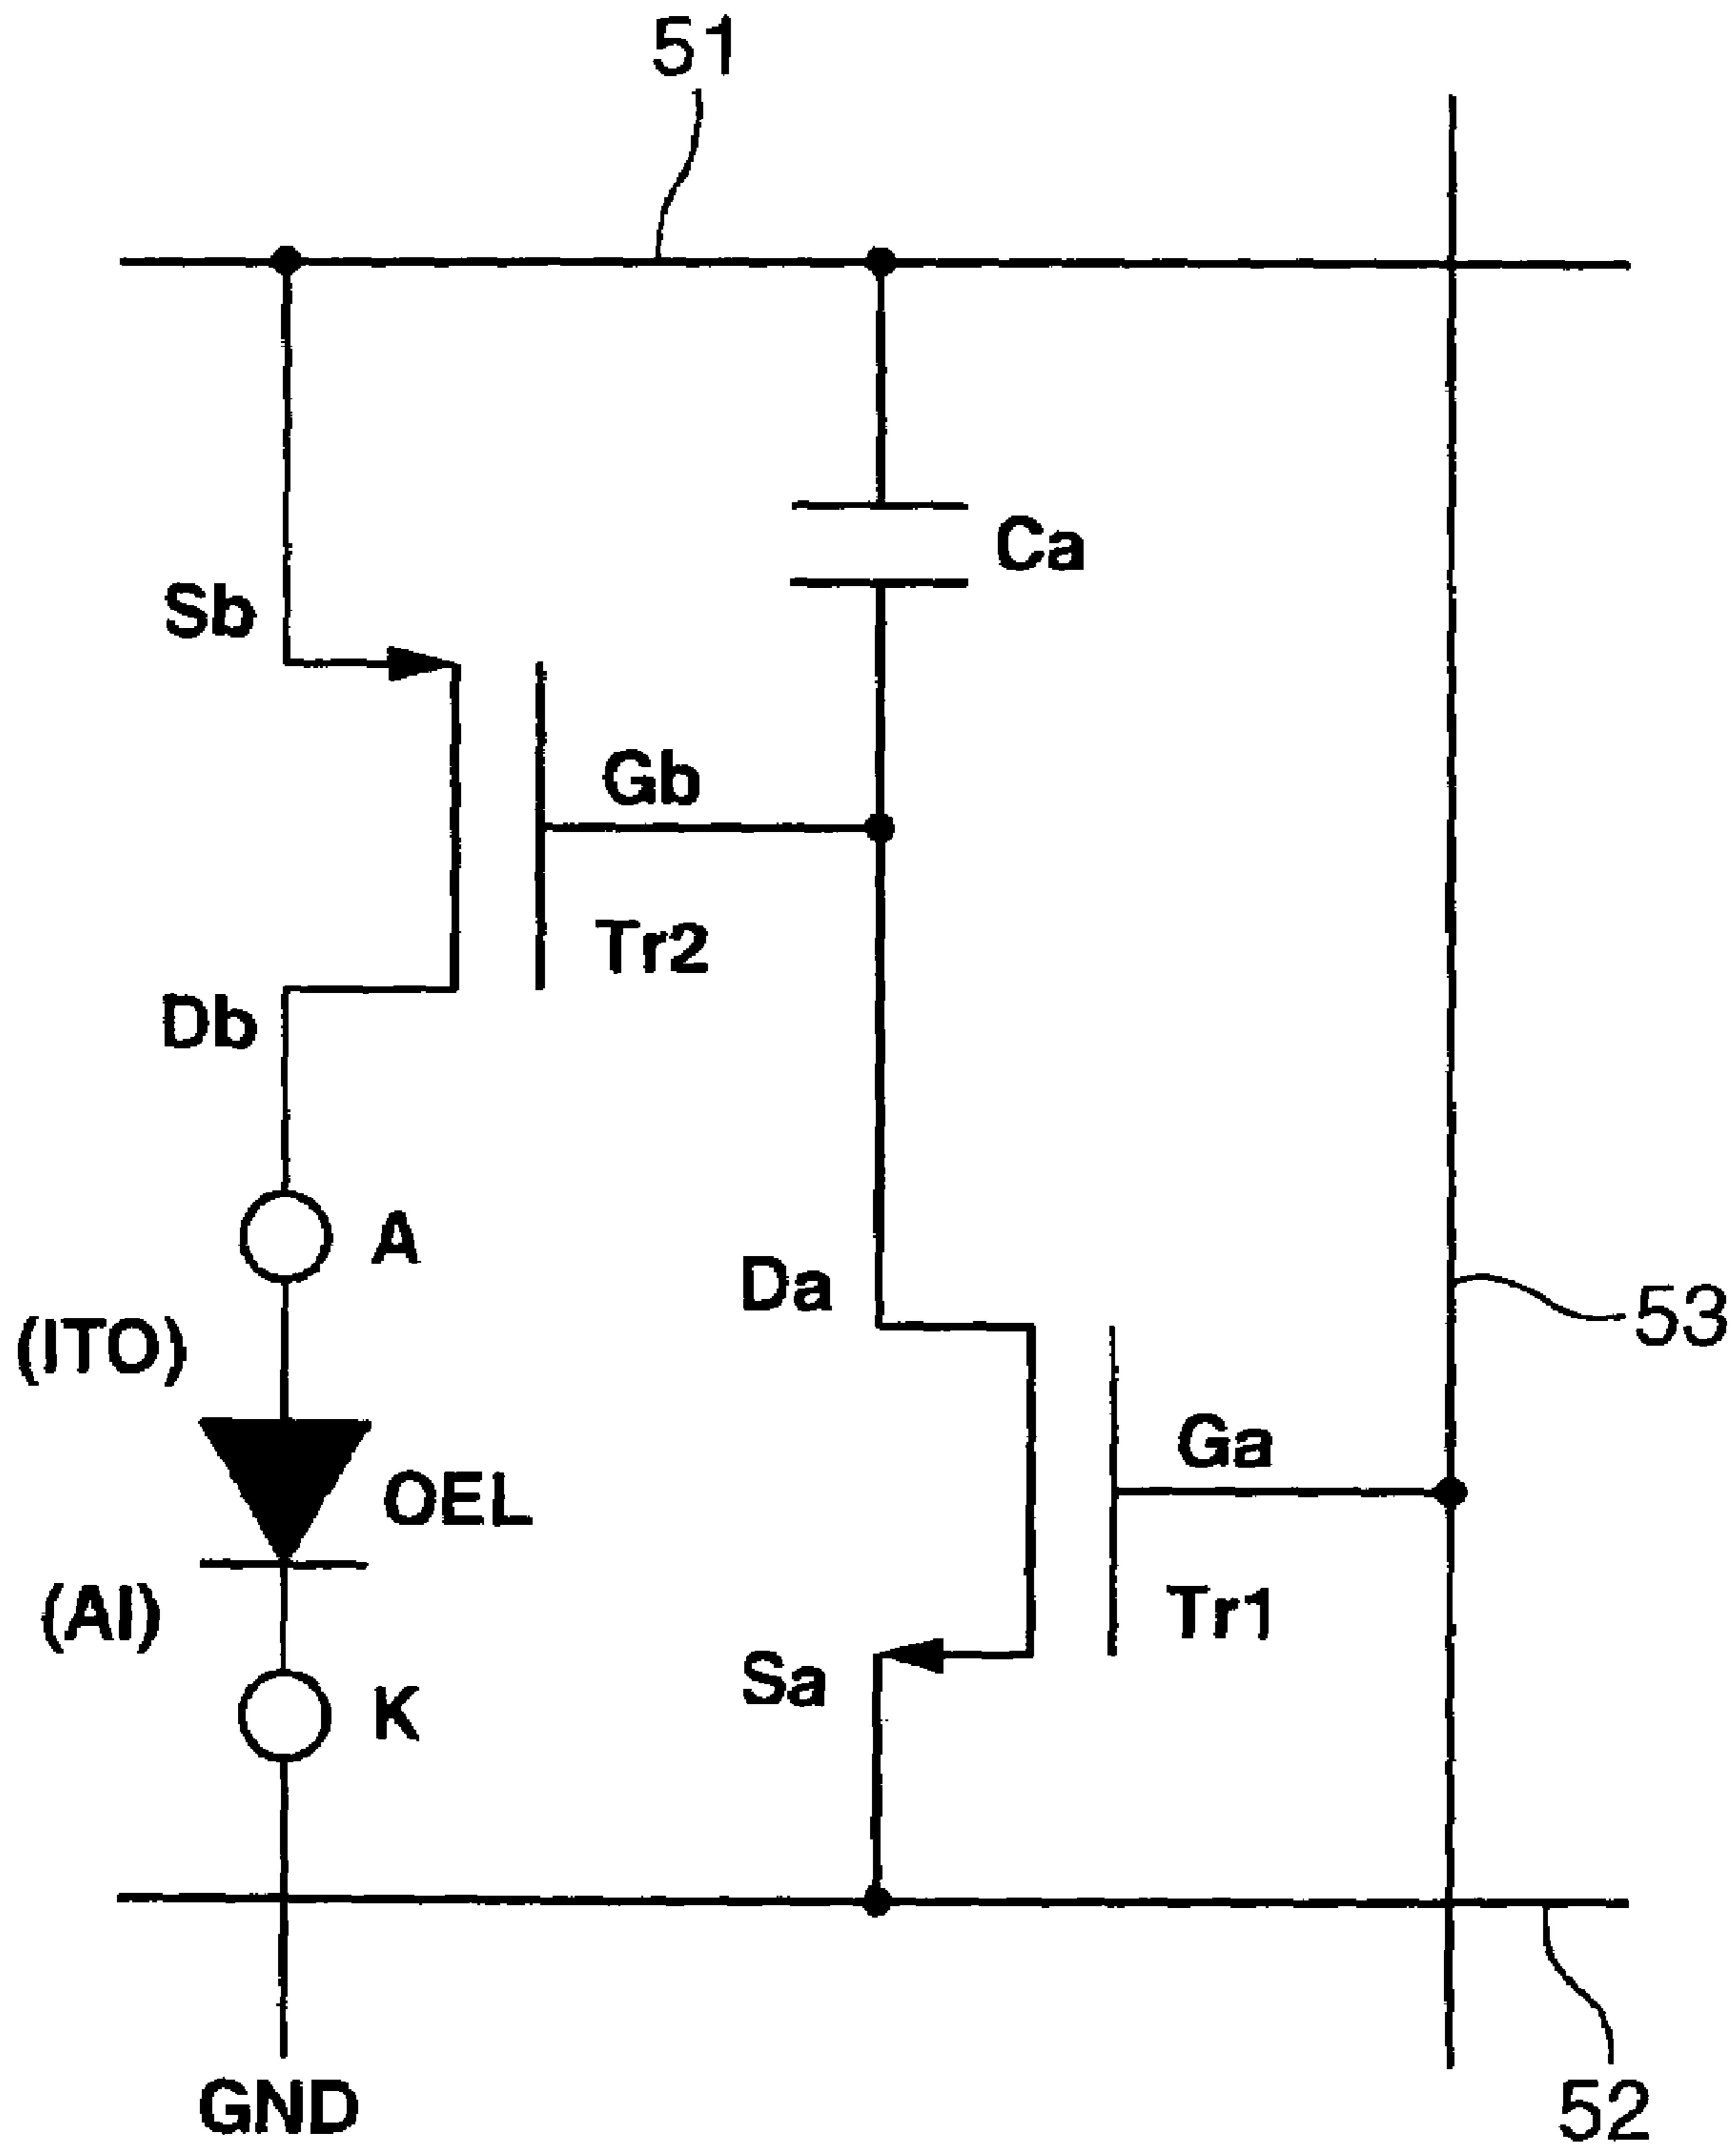 51
Ca
Sb
Gb
Tr2
Db
A
Da
(ITO)
53
Ga
OEL
(Al)
Tr1
Sa
K
GND
52